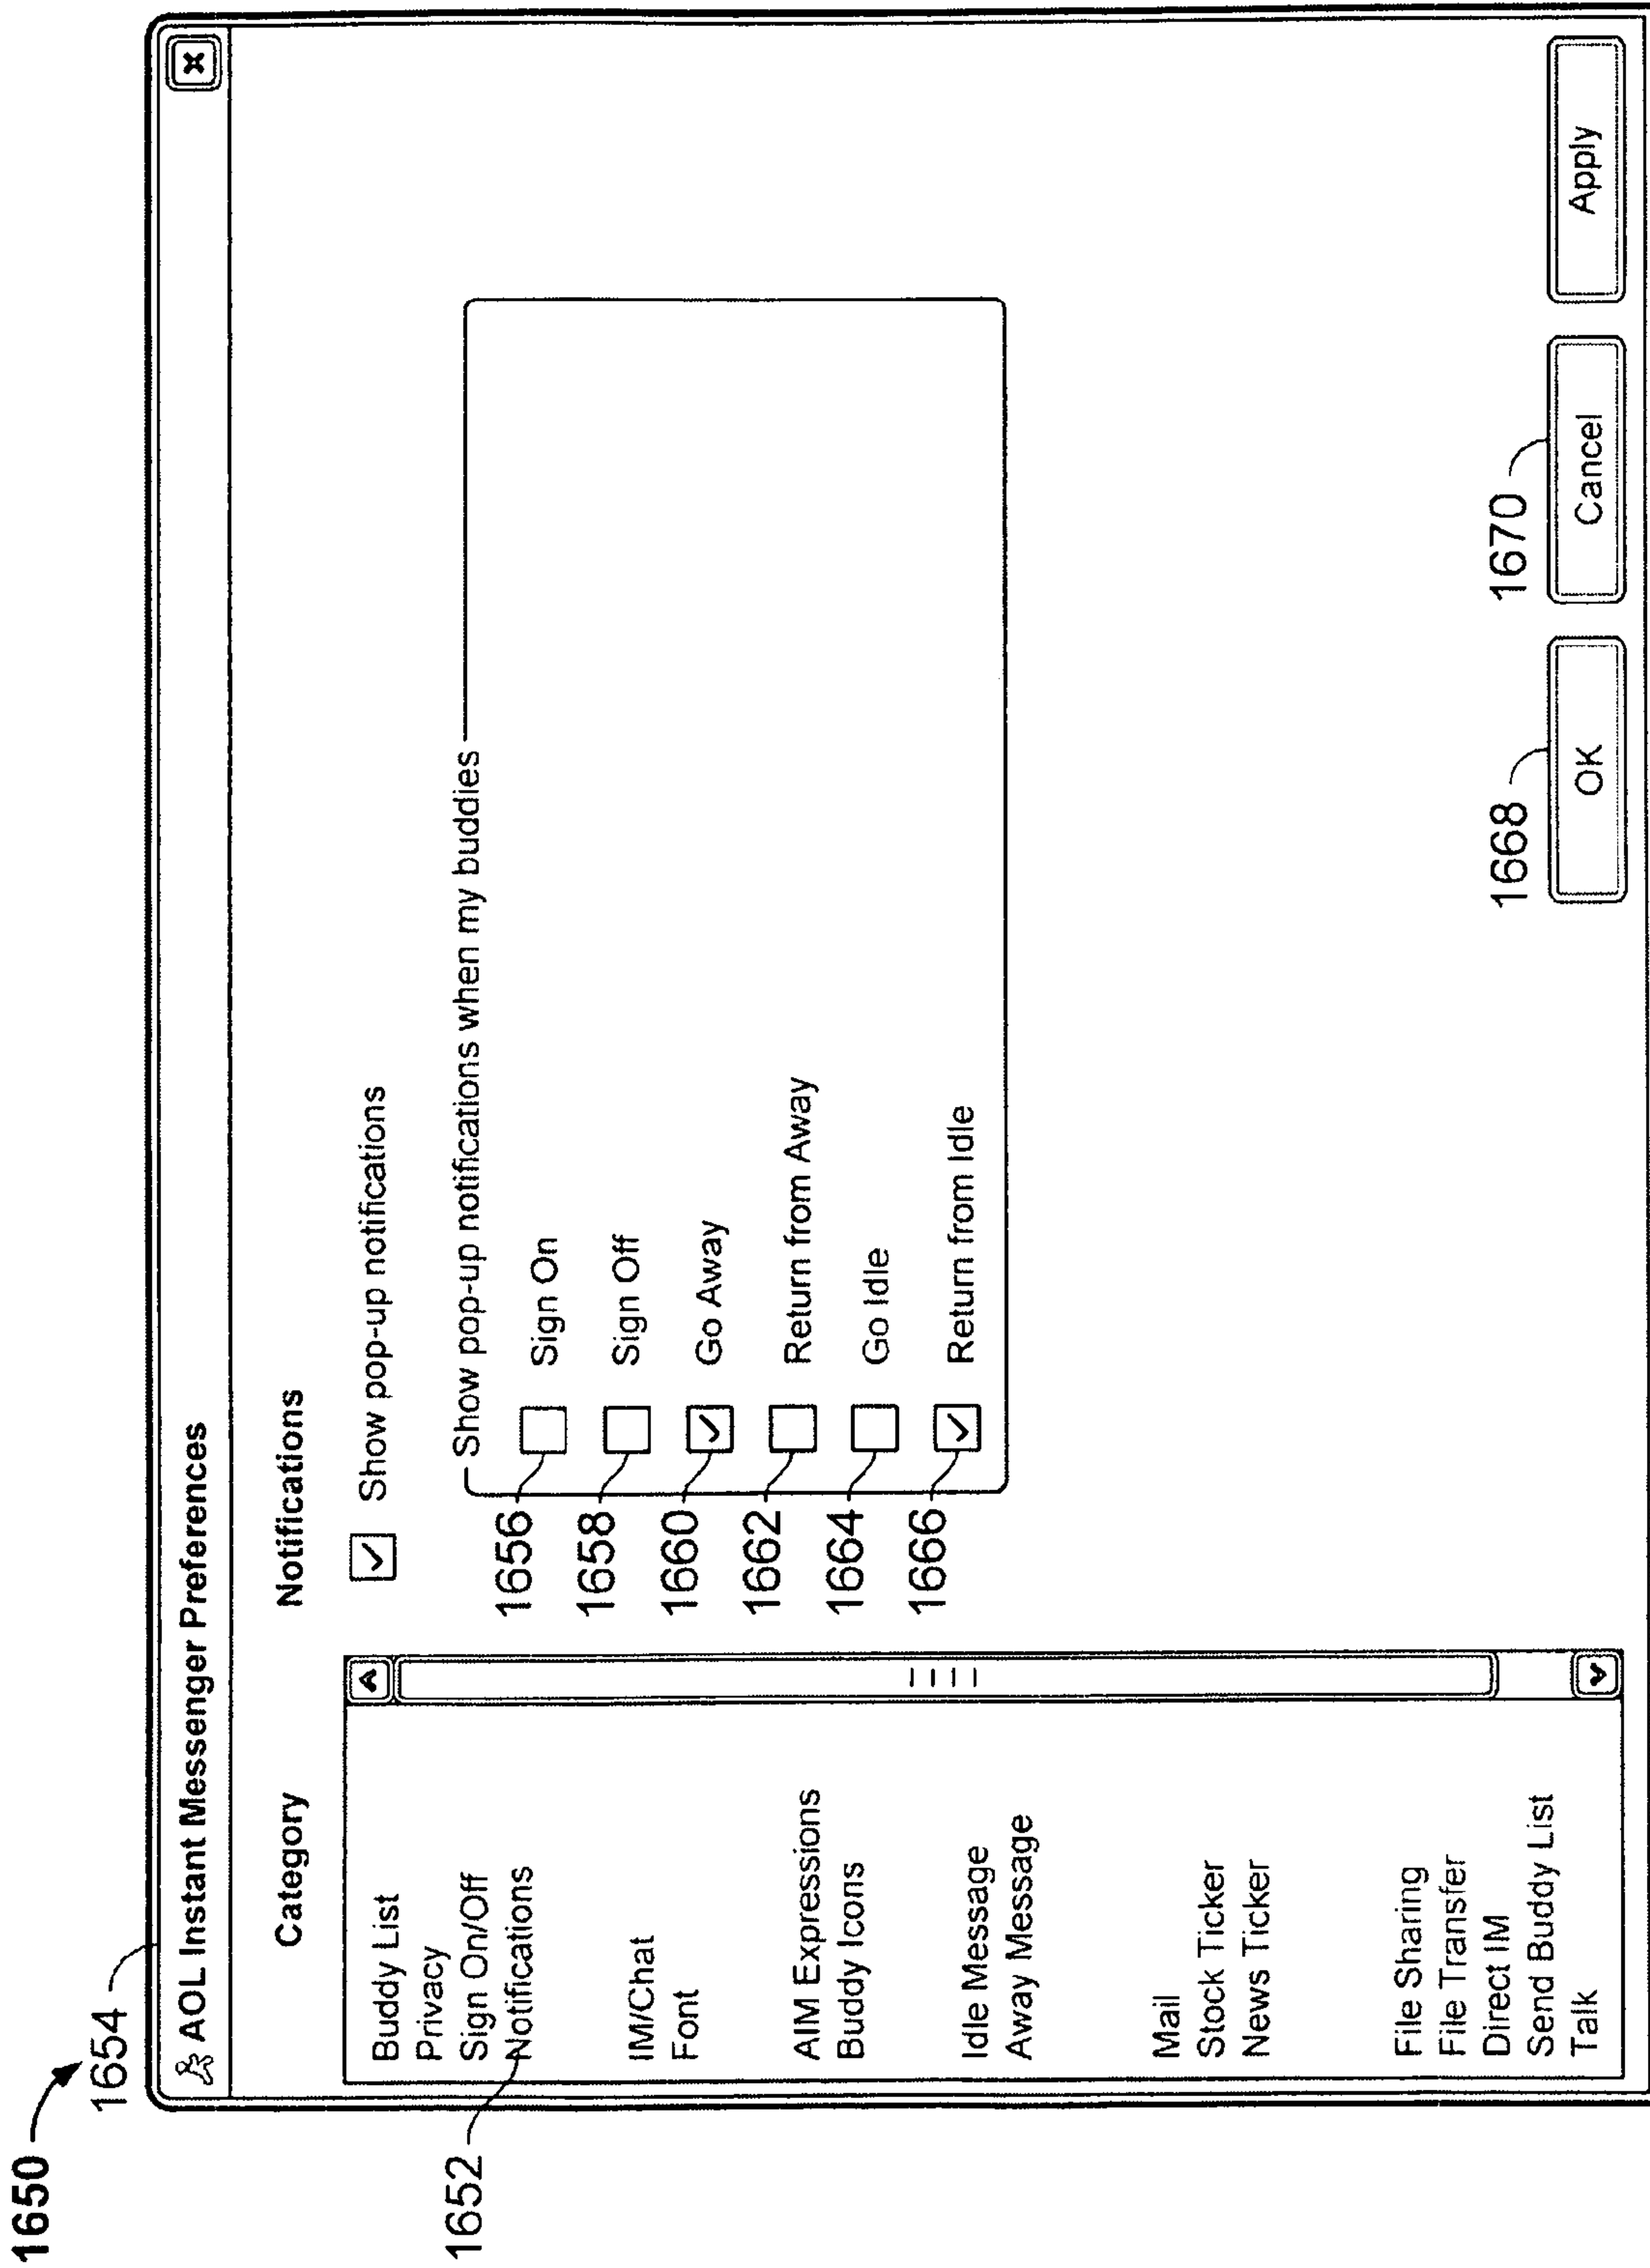 1650
1654
AOL Instant Messenger Preferences
Category
Buddy List
Privacy
Sign On/Off
Notifications
1652
IM/Chat
Font
AIM Expressions
Buddy Icons
Idle Message
Away Message
Mail
Stock Ticker
News Ticker
File Sharing
File Transfer
Direct IM
Send Buddy List
Talk
Notifications
Show pop-up notifications
Show pop-up notifications when my buddies
1656 Sign On
1658 Sign Off
1660 Go Away
1662 Return from Away
1664 Go Idle
1666 Return from Idle
1668
1670
OK Cancel Apply